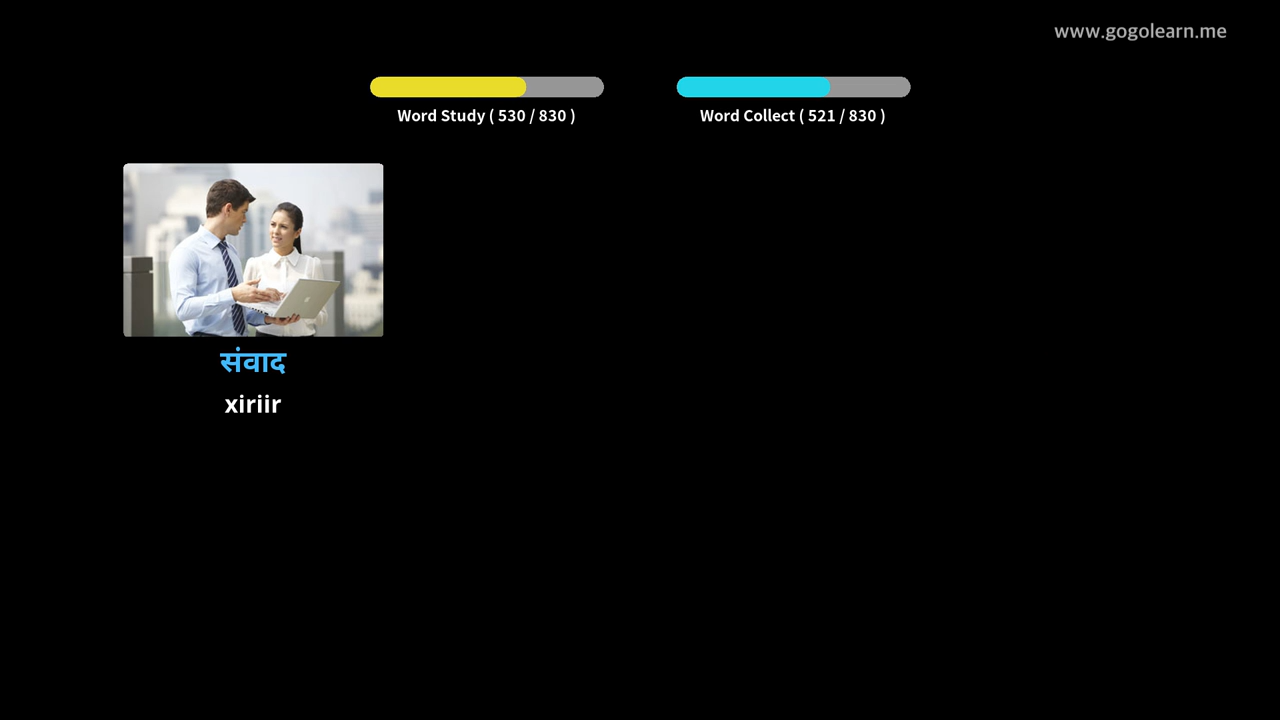 www.gogolearn.me
Word Study ( 530 / 830 )
Word Collect ( 521 / 830 )
संवाद
xiriir